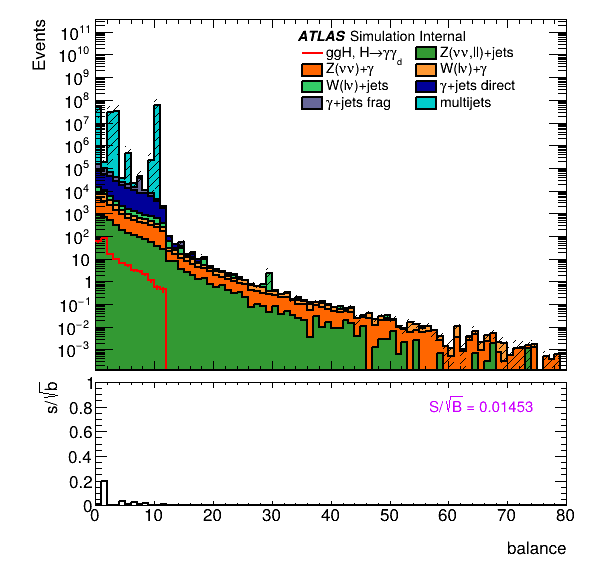 Events
10¹¹
10¹⁰
10⁹
10⁸
10⁷
10⁶
10⁵
10⁴
10³
10²
10
1
10⁻¹
10⁻²
10⁻³
ATLAS Simulation Internal
ggH, H→γγd
Z(νν,ll)+jets
Z(νν)+γ
W(lν)+γ
W(lν)+jets
γ+jets direct
γ+jets frag
multijets
s/√b
1
0.8
0.6
0.4
0.2
0
S/√B = 0.01453
0 10 20 30 40 50 60 70 80
balance